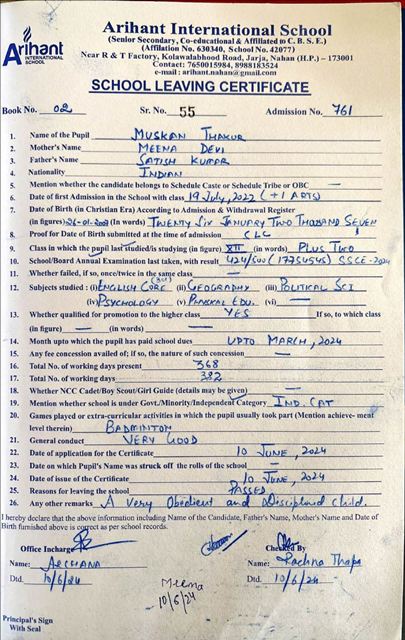 Arihant
INTERNATIONAL SCHOOL
Arihant International School
(Senior Secondary, Co-educational & Affiliated to C. B. S. E.)
(Affilation No. 630340, School No. 42077)
Near R & T Factory, Kolawalabhood Road, Jarja, Nahan (H.P.) – 173001
Contact: 7650015984, 8988183524
e-mail: arihant.nahan@gmail.com
SCHOOL LEAVING CERTIFICATE
Book No. 02 Sr. No. 55 Admission No. 761
1. Name of the Pupil MUSKAN THAKUR
2. Mother's Name MEENA DEVI
3. Father's Name SATISH KUMAR
4. Nationality INDIAN
5. Mention whether the candidate belongs to Schedule Caste or Schedule Tribe or OBC —
6. Date of first Admission in the School with class 19 July, 2022 (+1 ARTS)
7. Date of Birth (in Christian Era) According to Admission & Withdrawal Register
(in figures) 26-01-2007 (In words) TWENTY SIX JANUARY TWO THOUSAND SEVEN
8. Proof for Date of Birth submitted at the time of admission CLC
9. Class in which the pupil last studied/is studying (in figure) XII (in words) PLUS TWO
10. School/Board Annual Examination last taken, with result 424/500 (17754545) SSCE-2024
11. Whether failed, if so, once/twice in the same class —
12. Subjects studied : (i) ENGLISH CORE (301) (ii) GEOGRAPHY (iii) POLITICAL SCI
(iv) PSYCHOLOGY (v) PHYSICAL EDU. (vi) —
13. Whether qualified for promotion to the higher class YES If so, to which class
(in figure) — (in words) —
14. Month upto which the pupil has paid school dues UPTO MARCH, 2024
15. Any fee concession availed of; if so, the nature of such concession —
16. Total No. of working days present 368
17. Total No. of working days 382
18. Whether NCC Cadet/Boy Scout/Girl Guide (details may be given) —
19. Mention whether school is under Govt./Minority/Independent Category IND. CAT
20. Games played or extra-curricular activities in which the pupil usually took part (Mention achieve- ment
level therein) BADMINTON
21. General conduct VERY GOOD
22. Date of application for the Certificate 10 JUNE, 2024
23. Date on which Pupil's Name was struck off the rolls of the school —
24. Date of issue of the Certificate 10 JUNE, 2024
25. Reasons for leaving the school PASSED
26. Any other remarks A Very Obedient and Disciplined Child.
I hereby declare that the above information including Name of the Candidate, Father's Name, Mother's Name and Date of
Birth furnished above is correct as per school records.
Office Incharge Checked By
Name: ARCHANA Name: Rachna Thapa
Dtd. 10/6/24 Dtd. 10/6/24
Meena
10/6/24
Principal's Sign
With Seal